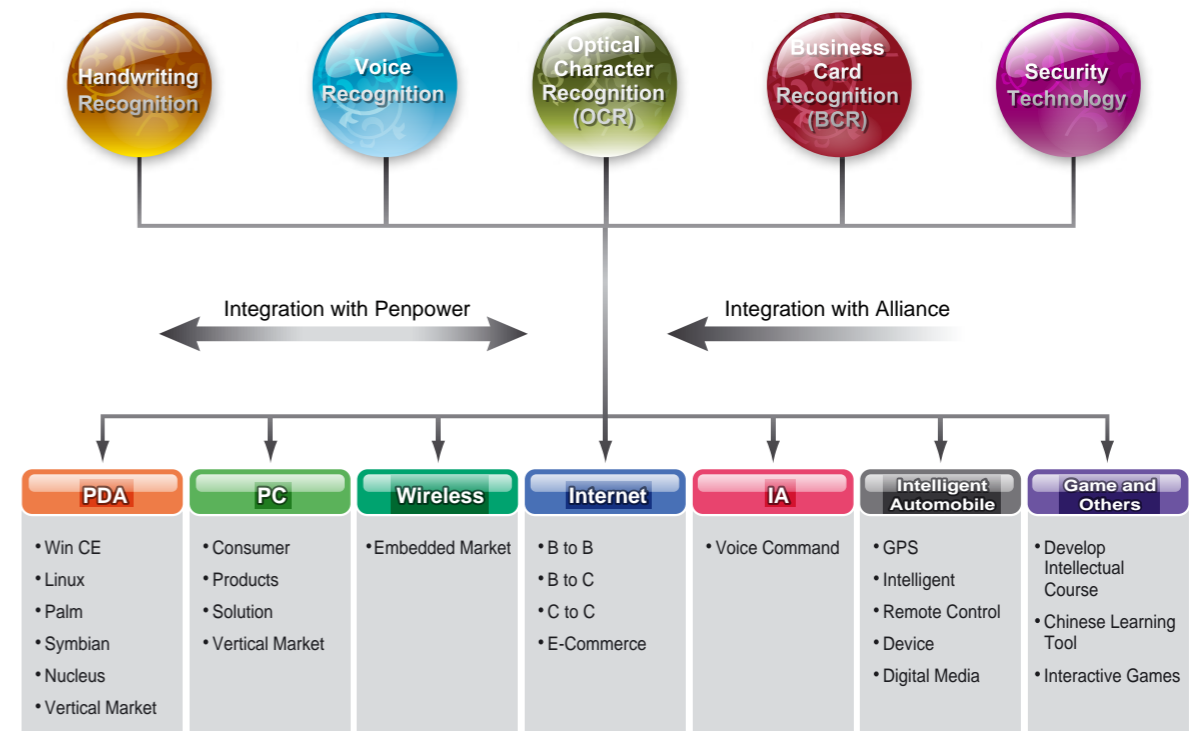 Handwriting
Recognition
Voice
Recognition
Optical
Character
Recognition
(OCR)
Business
Card
Recognition
(BCR)
Security
Technology
Integration with Penpower
Integration with Alliance
PDA
• Win CE
• Linux
• Palm
• Symbian
• Nucleus
• Vertical Market
PC
• Consumer
• Products
• Solution
• Vertical Market
Wireless
• Embedded Market
Internet
• B to B
• B to C
• C to C
• E-Commerce
IA
• Voice Command
Intelligent
Automobile
• GPS
• Intelligent
• Remote Control
• Device
• Digital Media
Game and
Others
• Develop
Intellectual
Course
• Chinese Learning
Tool
• Interactive Games